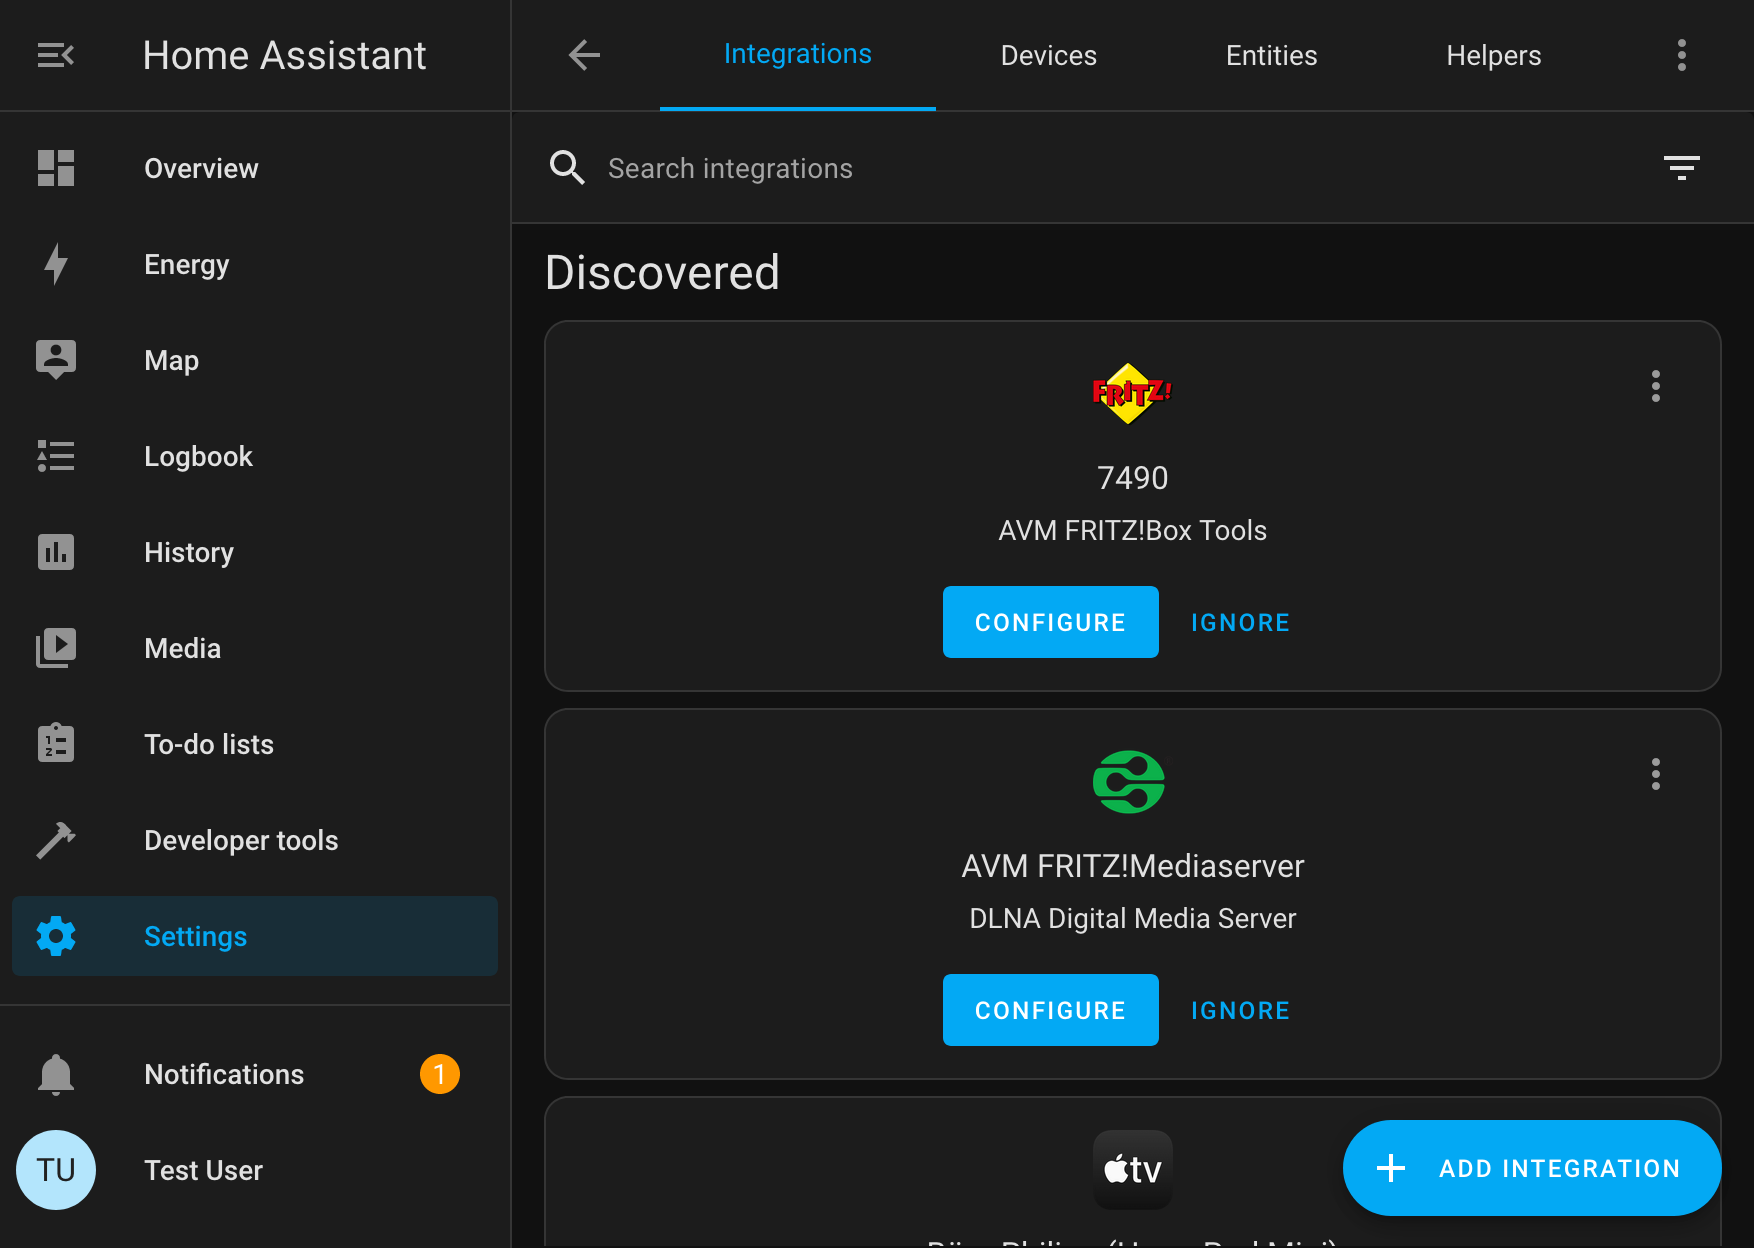 Home Assistant
Overview
Energy
Map
Logbook
History
Media
To-do lists
Developer tools
Settings
Notifications 1
TU Test User
Integrations Devices Entities Helpers
Search integrations
Discovered
FRITZ!
7490
AVM FRITZ!Box Tools
CONFIGURE IGNORE
AVM FRITZ!Mediaserver
DLNA Digital Media Server
CONFIGURE IGNORE
tv
ADD INTEGRATION